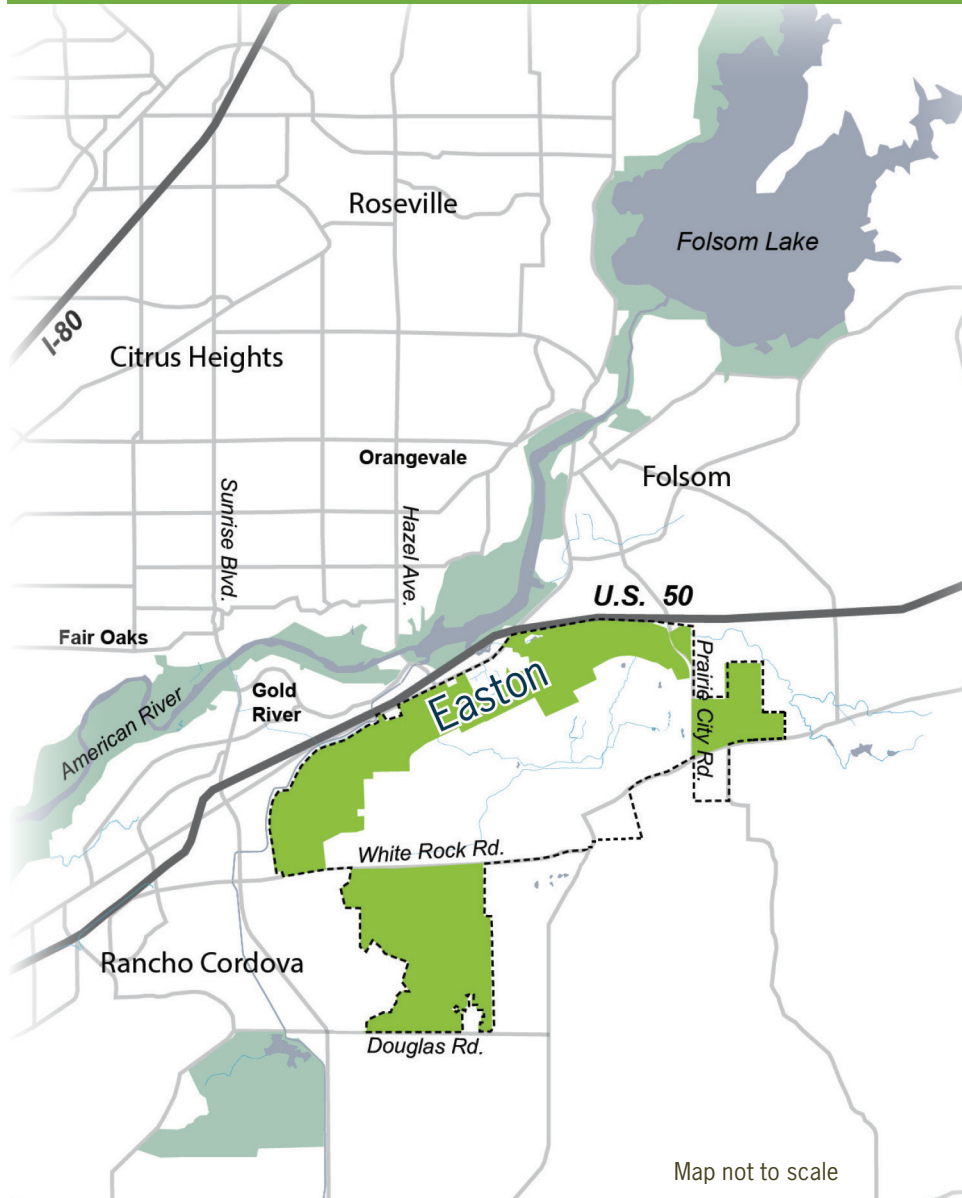 Roseville
Folsom Lake
I-80
Citrus Heights
Orangevale
Folsom
Sunrise Blvd.
Hazel Ave.
U.S. 50
Fair Oaks
Prairie City Rd.
Easton
Gold
River
American River
White Rock Rd.
Rancho Cordova
Douglas Rd.
Map not to scale